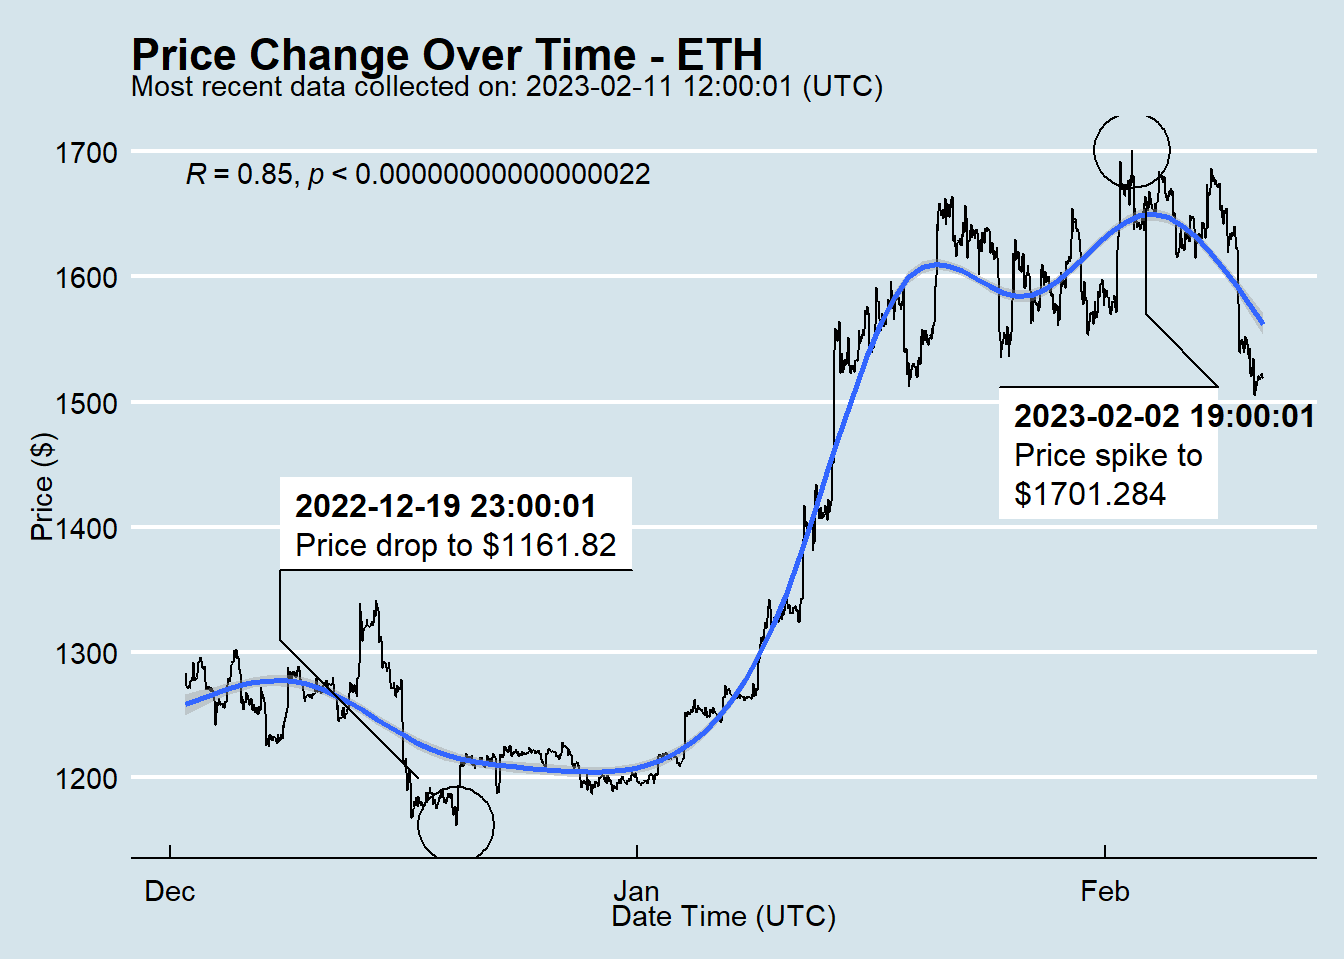 Price Change Over Time - ETH
Most recent data collected on: 2023-02-11 12:00:01 (UTC)
R = 0.85, p < 0.00000000000000022
1700
1600
1500
1400
1300
1200
Price ($)
2022-12-19 23:00:01
Price drop to $1161.82
2023-02-02 19:00:01
Price spike to
$1701.284
Dec
Jan
Feb
Date Time (UTC)